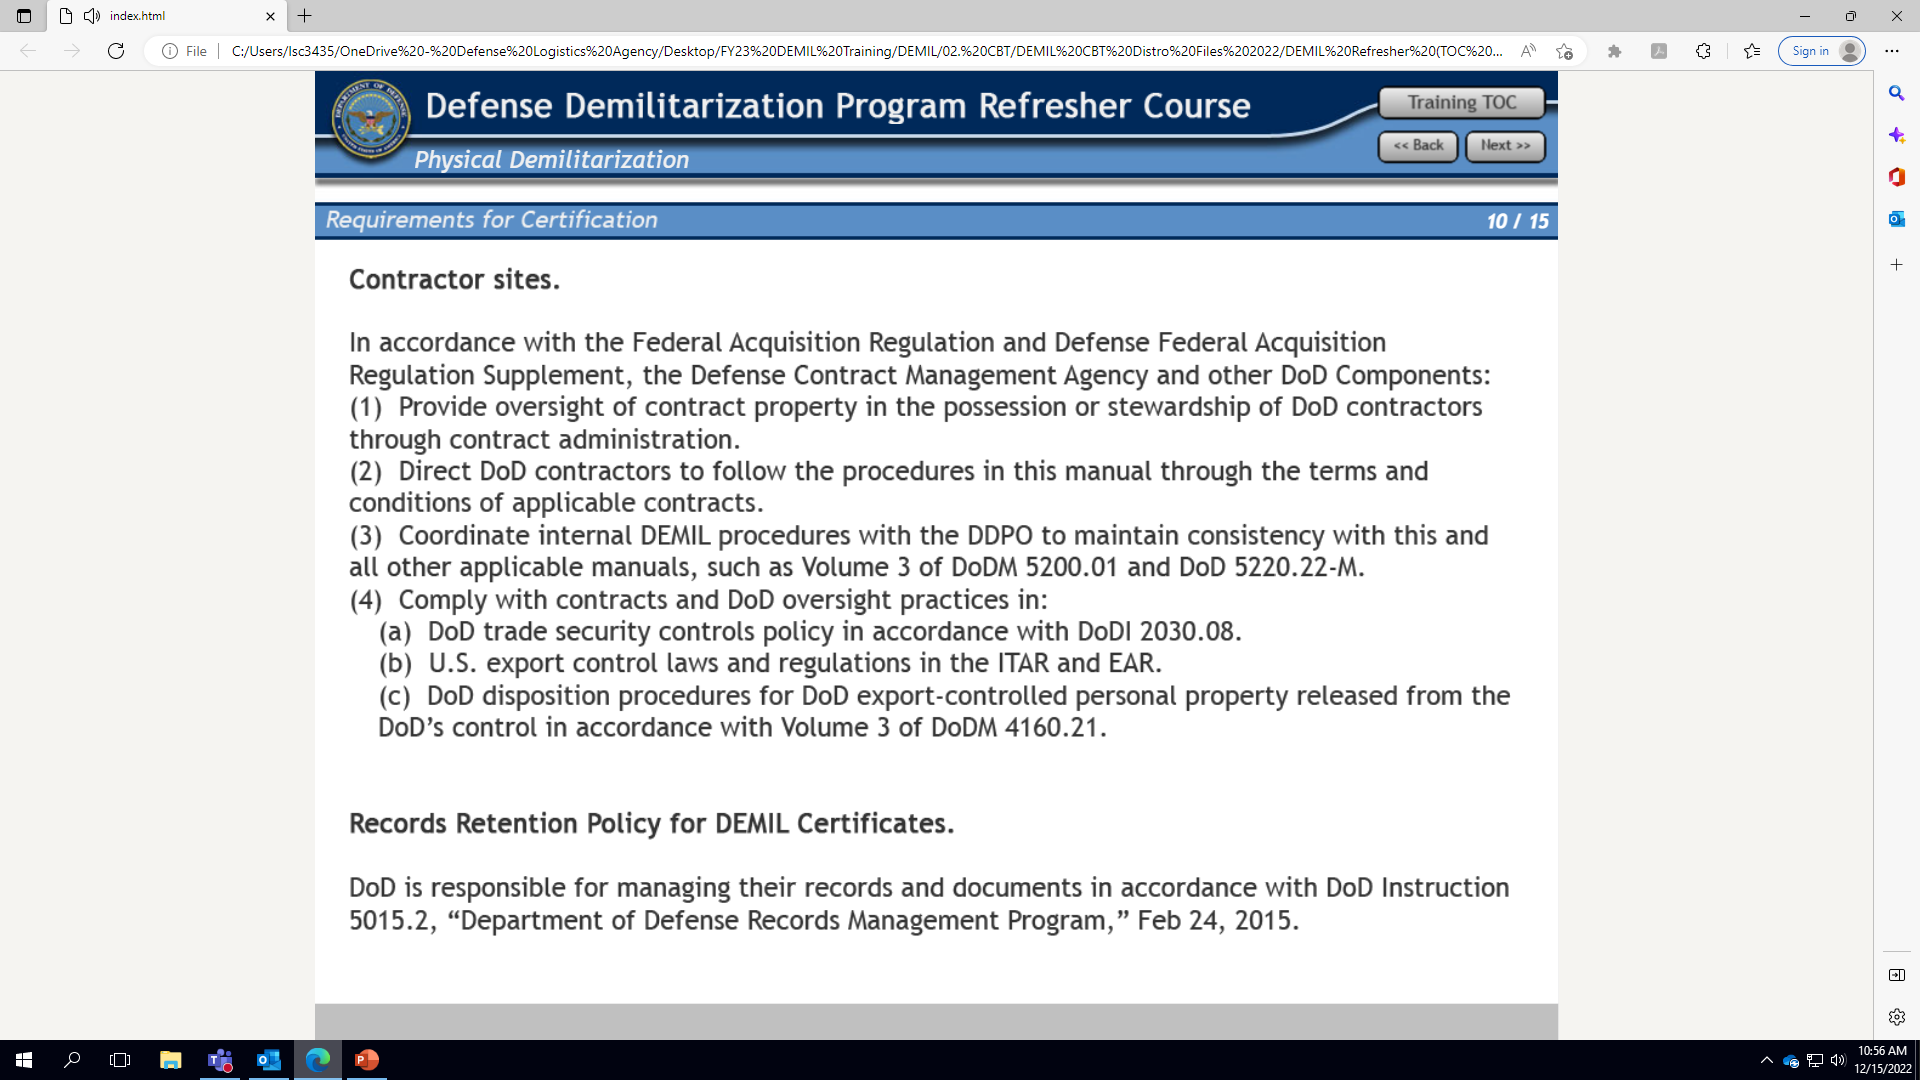 index.html
File
C:/Users/lsc3435/OneDrive%20-%20Defense%20Logistics%20Agency/Desktop/FY23%20DEMIL%20Training/DEMIL/02.%20CBT/DEMIL%20CBT%20Distro%20Files%202022/DEMIL%20Refresher%20(TOC%20...
Sign in
Defense Demilitarization Program Refresher Course
Training TOC
<< Back
Next >>
Physical Demilitarization
Requirements for Certification
10 / 15
Contractor sites.
In accordance with the Federal Acquisition Regulation and Defense Federal Acquisition
Regulation Supplement, the Defense Contract Management Agency and other DoD Components:
(1) Provide oversight of contract property in the possession or stewardship of DoD contractors
through contract administration.
(2) Direct DoD contractors to follow the procedures in this manual through the terms and
conditions of applicable contracts.
(3) Coordinate internal DEMIL procedures with the DDPO to maintain consistency with this and
all other applicable manuals, such as Volume 3 of DoDM 5200.01 and DoD 5220.22-M.
(4) Comply with contracts and DoD oversight practices in:
(a) DoD trade security controls policy in accordance with DoDI 2030.08.
(b) U.S. export control laws and regulations in the ITAR and EAR.
(c) DoD disposition procedures for DoD export-controlled personal property released from the
DoD’s control in accordance with Volume 3 of DoDM 4160.21.
Records Retention Policy for DEMIL Certificates.
DoD is responsible for managing their records and documents in accordance with DoD Instruction
5015.2, “Department of Defense Records Management Program,” Feb 24, 2015.
10:56 AM
12/15/2022